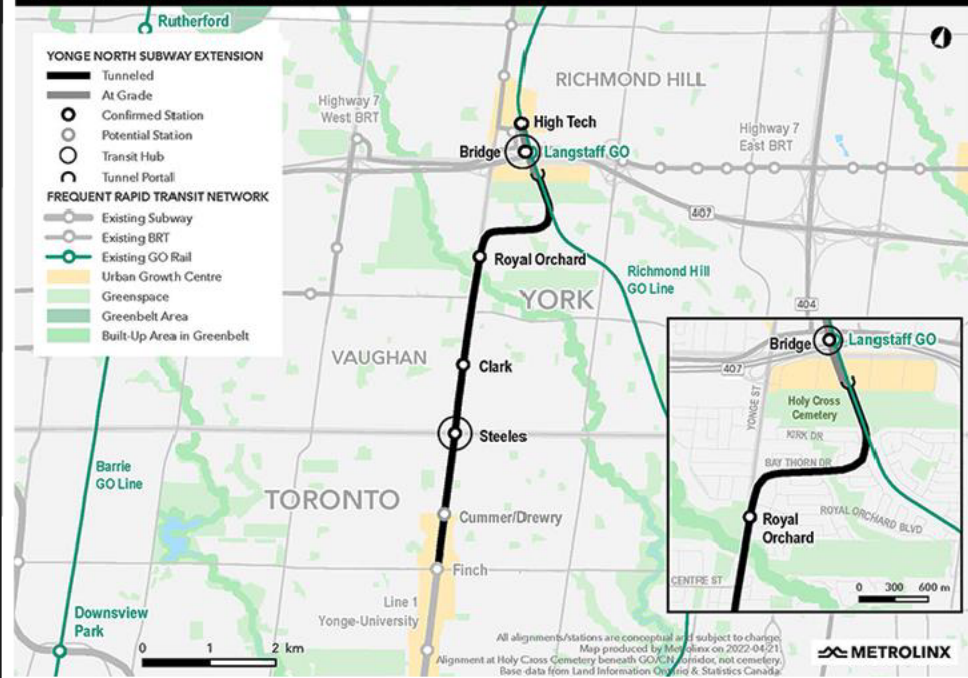 Rutherford
YONGE NORTH SUBWAY EXTENSION
Tunneled
At Grade
Confirmed Station
Potential Station
Transit Hub
Tunnel Portal
FREQUENT RAPID TRANSIT NETWORK
Existing Subway
Existing BRT
Existing GO Rail
Urban Growth Centre
Greenspace
Greenbelt Area
Built-Up Area in Greenbelt
RICHMOND HILL
Highway 7
West BRT
High Tech
Highway 7
East BRT
Bridge
Langstaff GO
407
Royal Orchard
Richmond Hill
GO Line
YORK
404
VAUGHAN
Clark
Steeles
Barrie
GO Line
TORONTO
Cummer/Drewry
Finch
Line 1
Yonge-University
Downsview
Park
0 1 2 km
Bridge
Langstaff GO
407
YONGE ST
Holy Cross
Cemetery
KIRK DR
BAY THORN DR
ROYAL ORCHARD BLVD
Royal
Orchard
CENTRE ST
0 300 600 m
All alignments/stations are conceptual and subject to change.
Map produced by Metrolinx on 2022-04-21.
Alignment at Holy Cross Cemetery beneath GO/CN corridor, not cemetery.
Base data from Land Information Ontario & Statistics Canada.
METROLINX